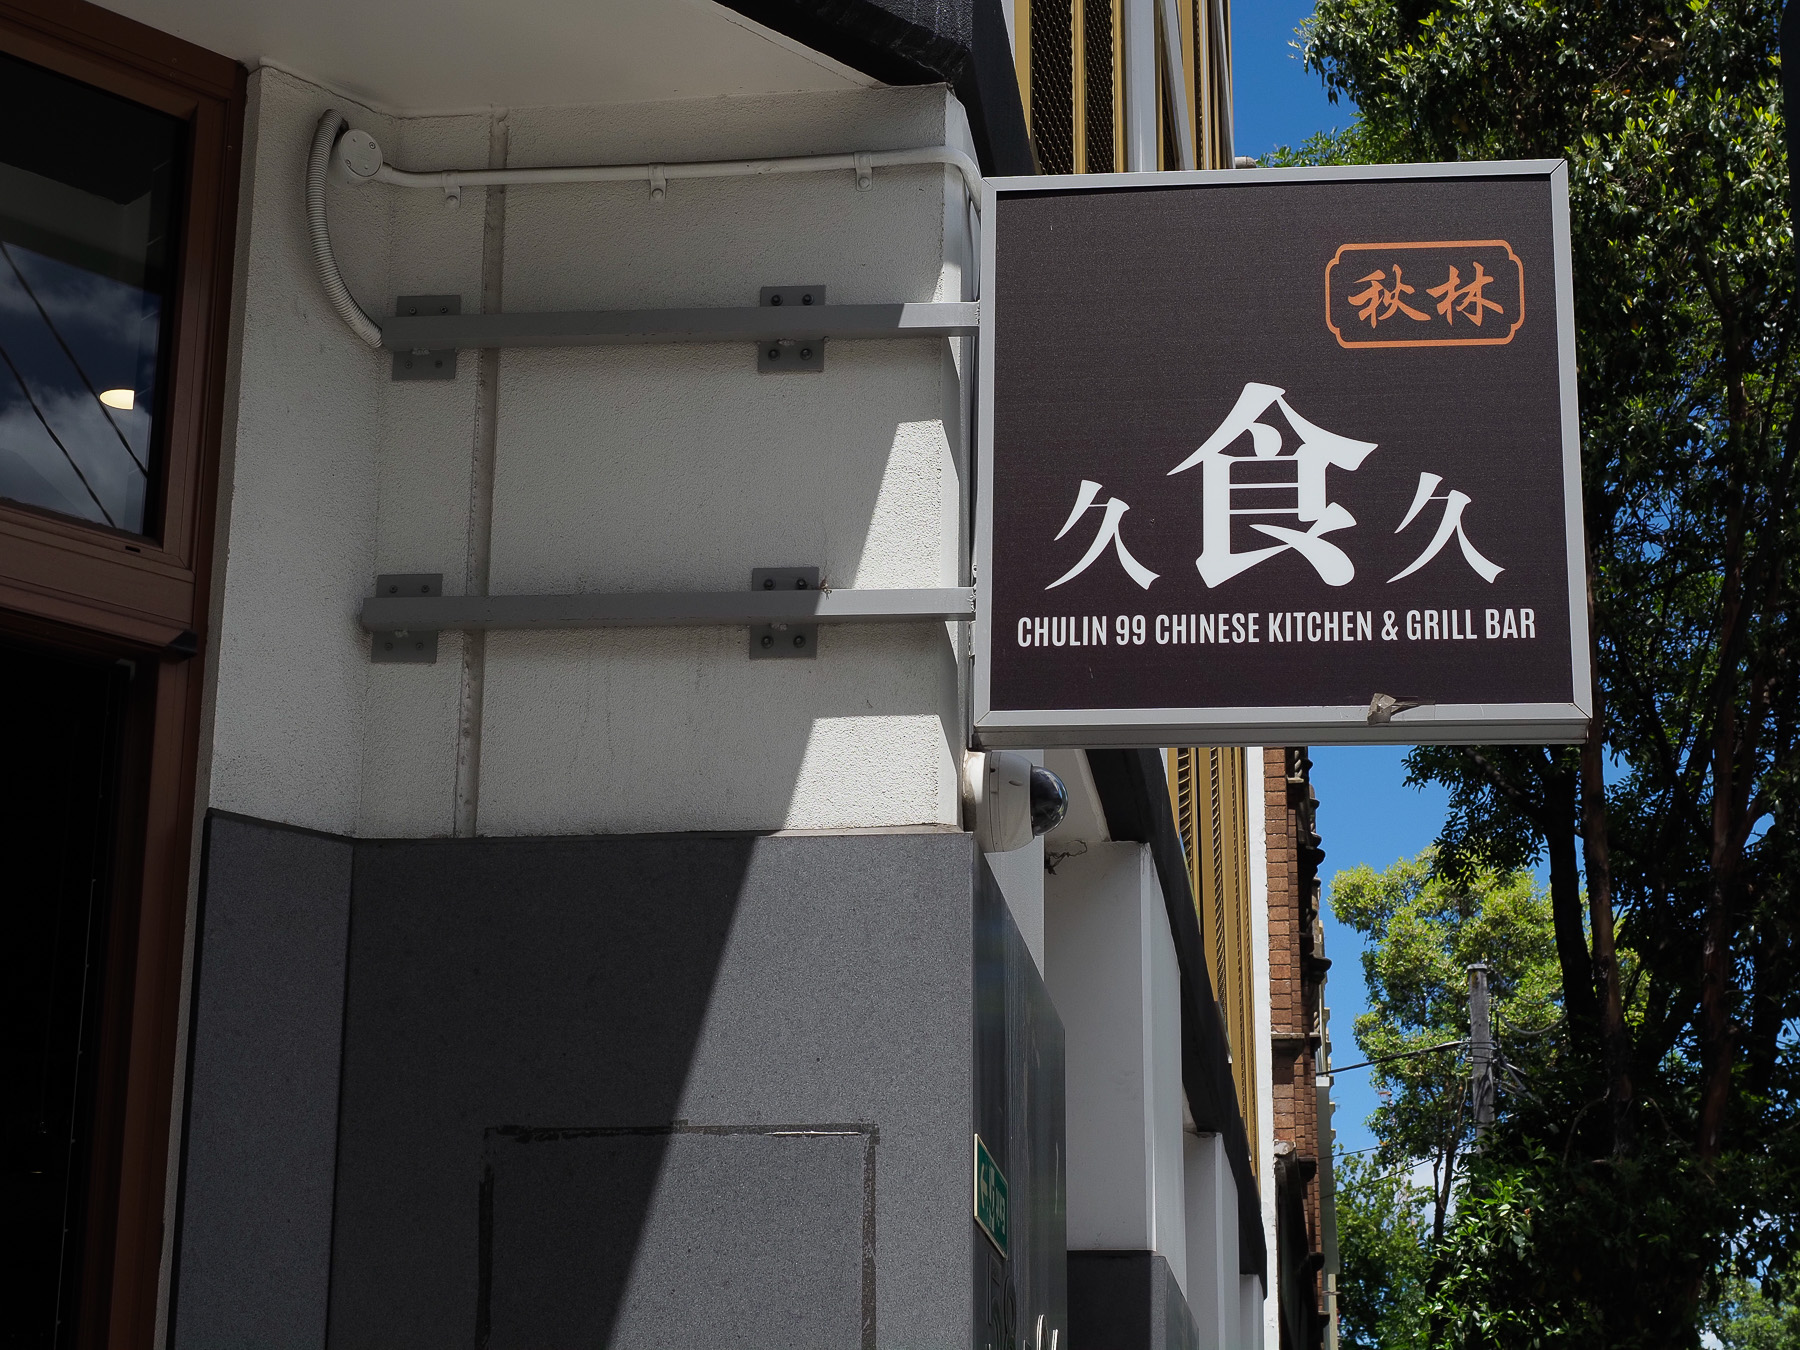 秋林
久食久
CHULIN 99 CHINESE KITCHEN & GRILL BAR